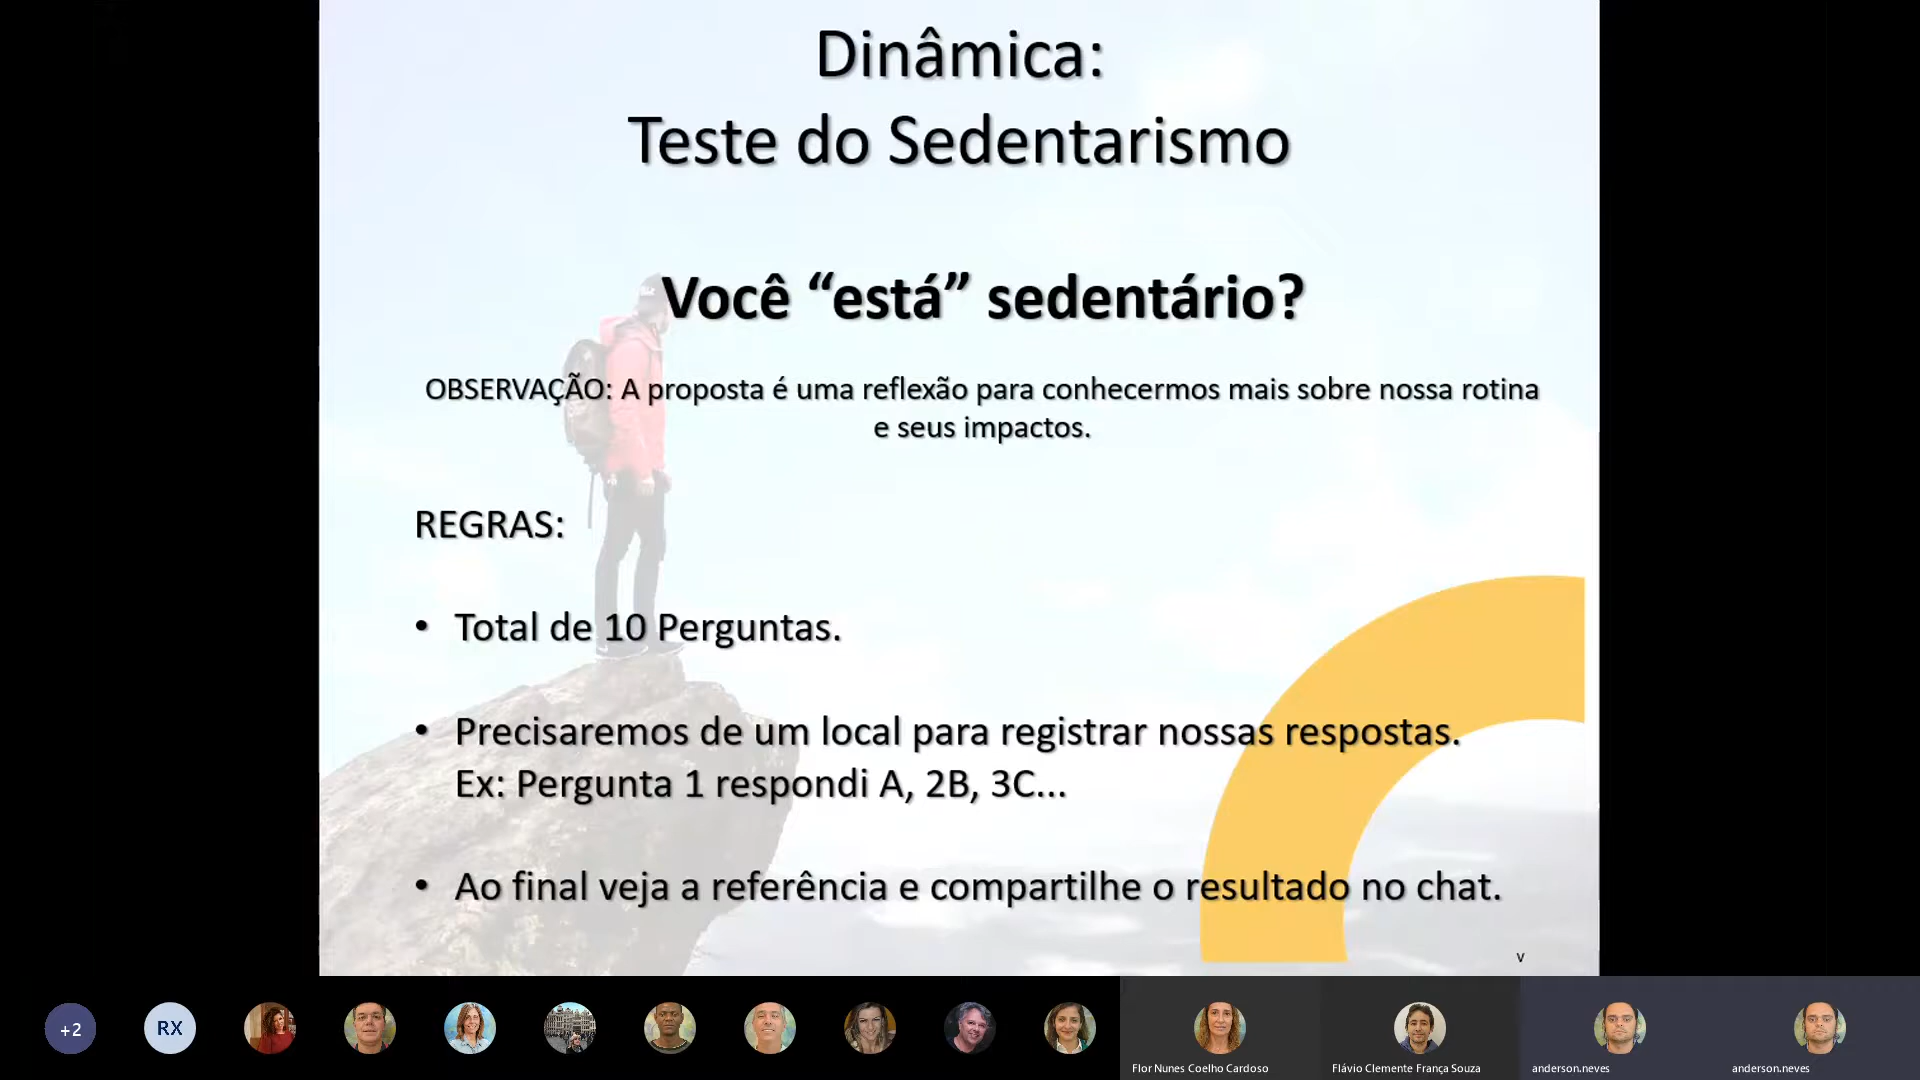 Dinâmica:
Teste do Sedentarismo
Você “está” sedentário?
OBSERVAÇÃO: A proposta é uma reflexão para conhecermos mais sobre nossa rotina
e seus impactos.
REGRAS:
• Total de 10 Perguntas.
• Precisaremos de um local para registrar nossas respostas.
Ex: Pergunta 1 respondi A, 2B, 3C...
• Ao final veja a referência e compartilhe o resultado no chat.
v
+2
RX
Flor Nunes Coelho Cardoso
Flávio Clemente França Souza
anderson.neves
anderson.neves